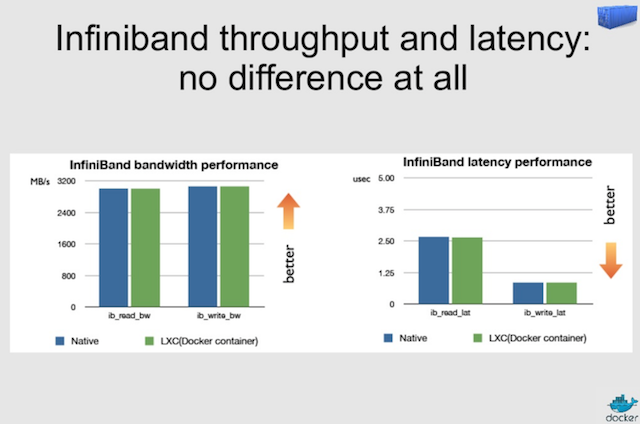 Infiniband throughput and latency:
no difference at all
InfiniBand bandwidth performance
MB/s
3200
2400
1600
800
0
ib_read_bw
ib_write_bw
better
Native
LXC(Docker container)
InfiniBand latency performance
usec
5.00
3.75
2.50
1.25
0
ib_read_lat
ib_write_lat
better
Native
LXC(Docker container)
docker